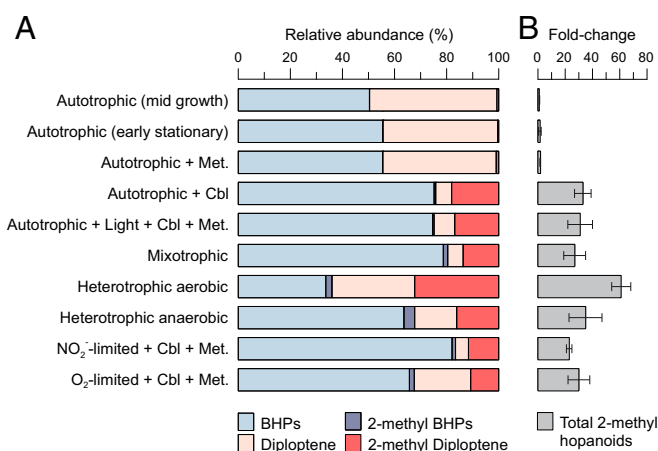 A
Relative abundance (%)
0 20 40 60 80 100
Autotrophic (mid growth)
Autotrophic (early stationary)
Autotrophic + Met.
Autotrophic + Cbl
Autotrophic + Light + Cbl + Met.
Mixotrophic
Heterotrophic aerobic
Heterotrophic anaerobic
NO₂⁻-limited + Cbl + Met.
O₂-limited + Cbl + Met.
BHPs
2-methyl BHPs
Diploptene
2-methyl Diploptene
B
Fold-change
0 20 40 60 80
Total 2-methyl
hopanoids